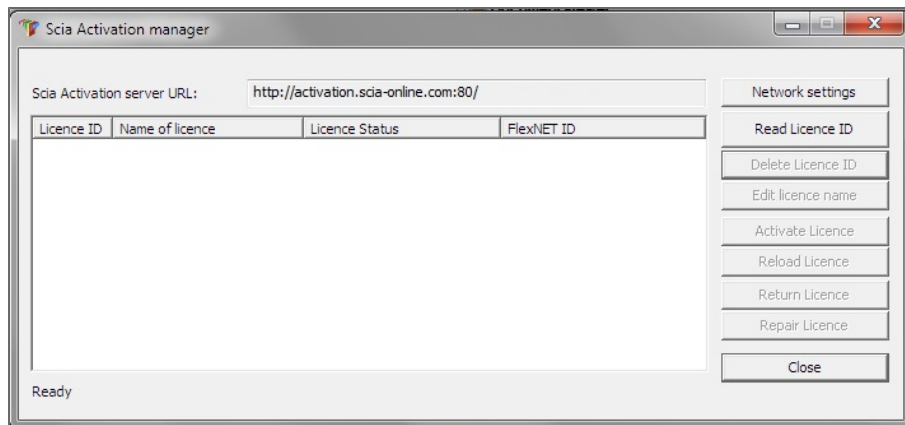 Scia Activation manager
Scia Activation server URL: http://activation.scia-online.com:80/
Network settings
Licence ID Name of licence Licence Status FlexNET ID
Read Licence ID
Delete Licence ID
Edit licence name
Activate Licence
Reload Licence
Return Licence
Repair Licence
Close
Ready